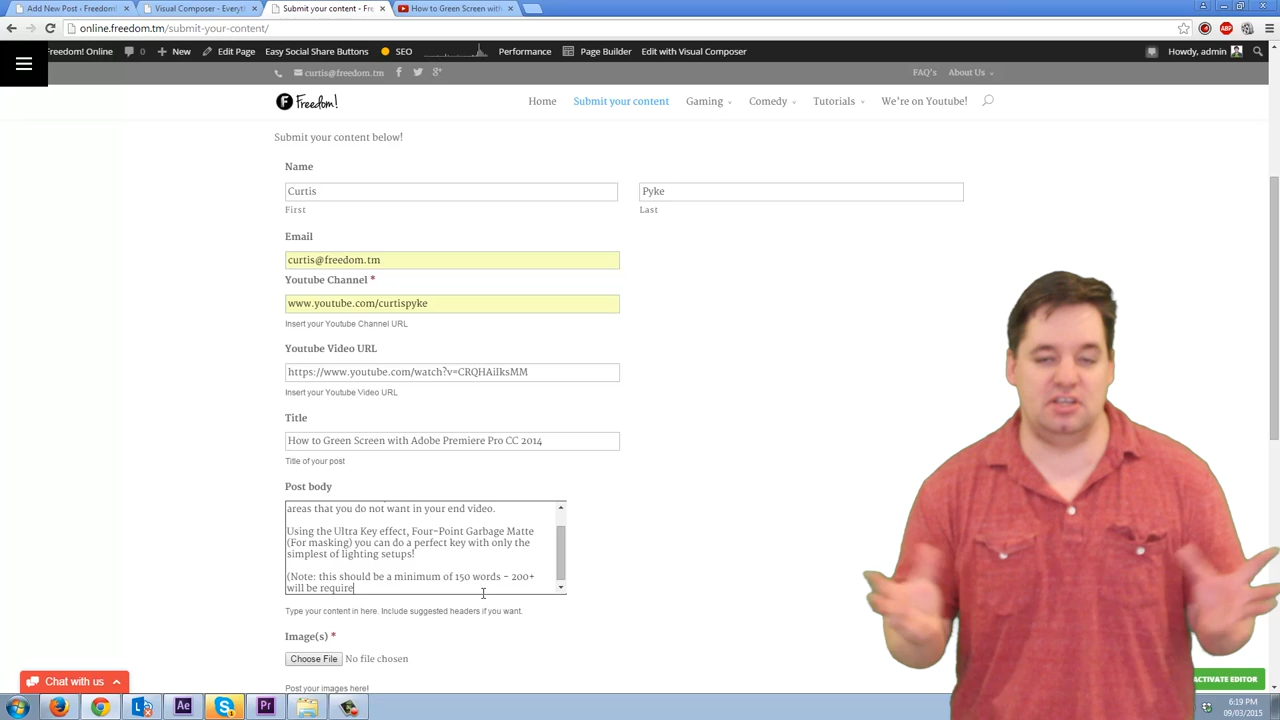 Add New Post ‹ Freedom!
Visual Composer - Everyth
Submit your content - Free
How to Green Screen with
online.freedom.tm/submit-your-content/
Freedom! Online
0
New
Edit Page
Easy Social Share Buttons
SEO
Performance
Page Builder
Edit with Visual Composer
Howdy, admin
curtis@freedom.tm
FAQ's
About Us
Freedom!
Home
Submit your content
Gaming
Comedy
Tutorials
We're on Youtube!
Submit your content below!
Name
Curtis
Pyke
First
Last
Email
curtis@freedom.tm
Youtube Channel *
www.youtube.com/curtispyke
Insert your Youtube Channel URL
Youtube Video URL
https://www.youtube.com/watch?v=CRQHAiIksMM
Insert your Youtube Video URL
Title
How to Green Screen with Adobe Premiere Pro CC 2014
Title of your post
Post body
areas that you do not want in your end video.
Using the Ultra Key effect, Four-Point Garbage Matte
(For masking) you can do a perfect key with only the
simplest of lighting setups!
(Note: this should be a minimum of 150 words - 200+
will be require
Type your content in here. Include suggested headers if you want.
Image(s) *
Choose File No file chosen
Post your images here!
Chat with us
ACTIVATE EDITOR
6:19 PM
09/03/2015